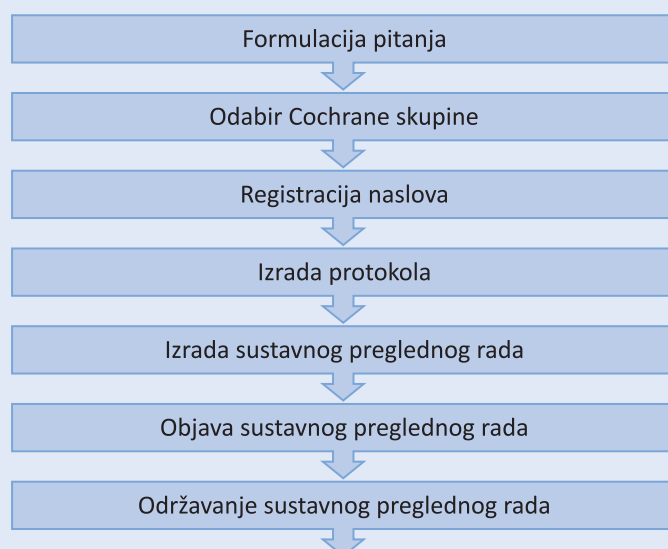 Formulacija pitanja
Odabir Cochrane skupine
Registracija naslova
Izrada protokola
Izrada sustavnog preglednog rada
Objava sustavnog preglednog rada
Održavanje sustavnog preglednog rada